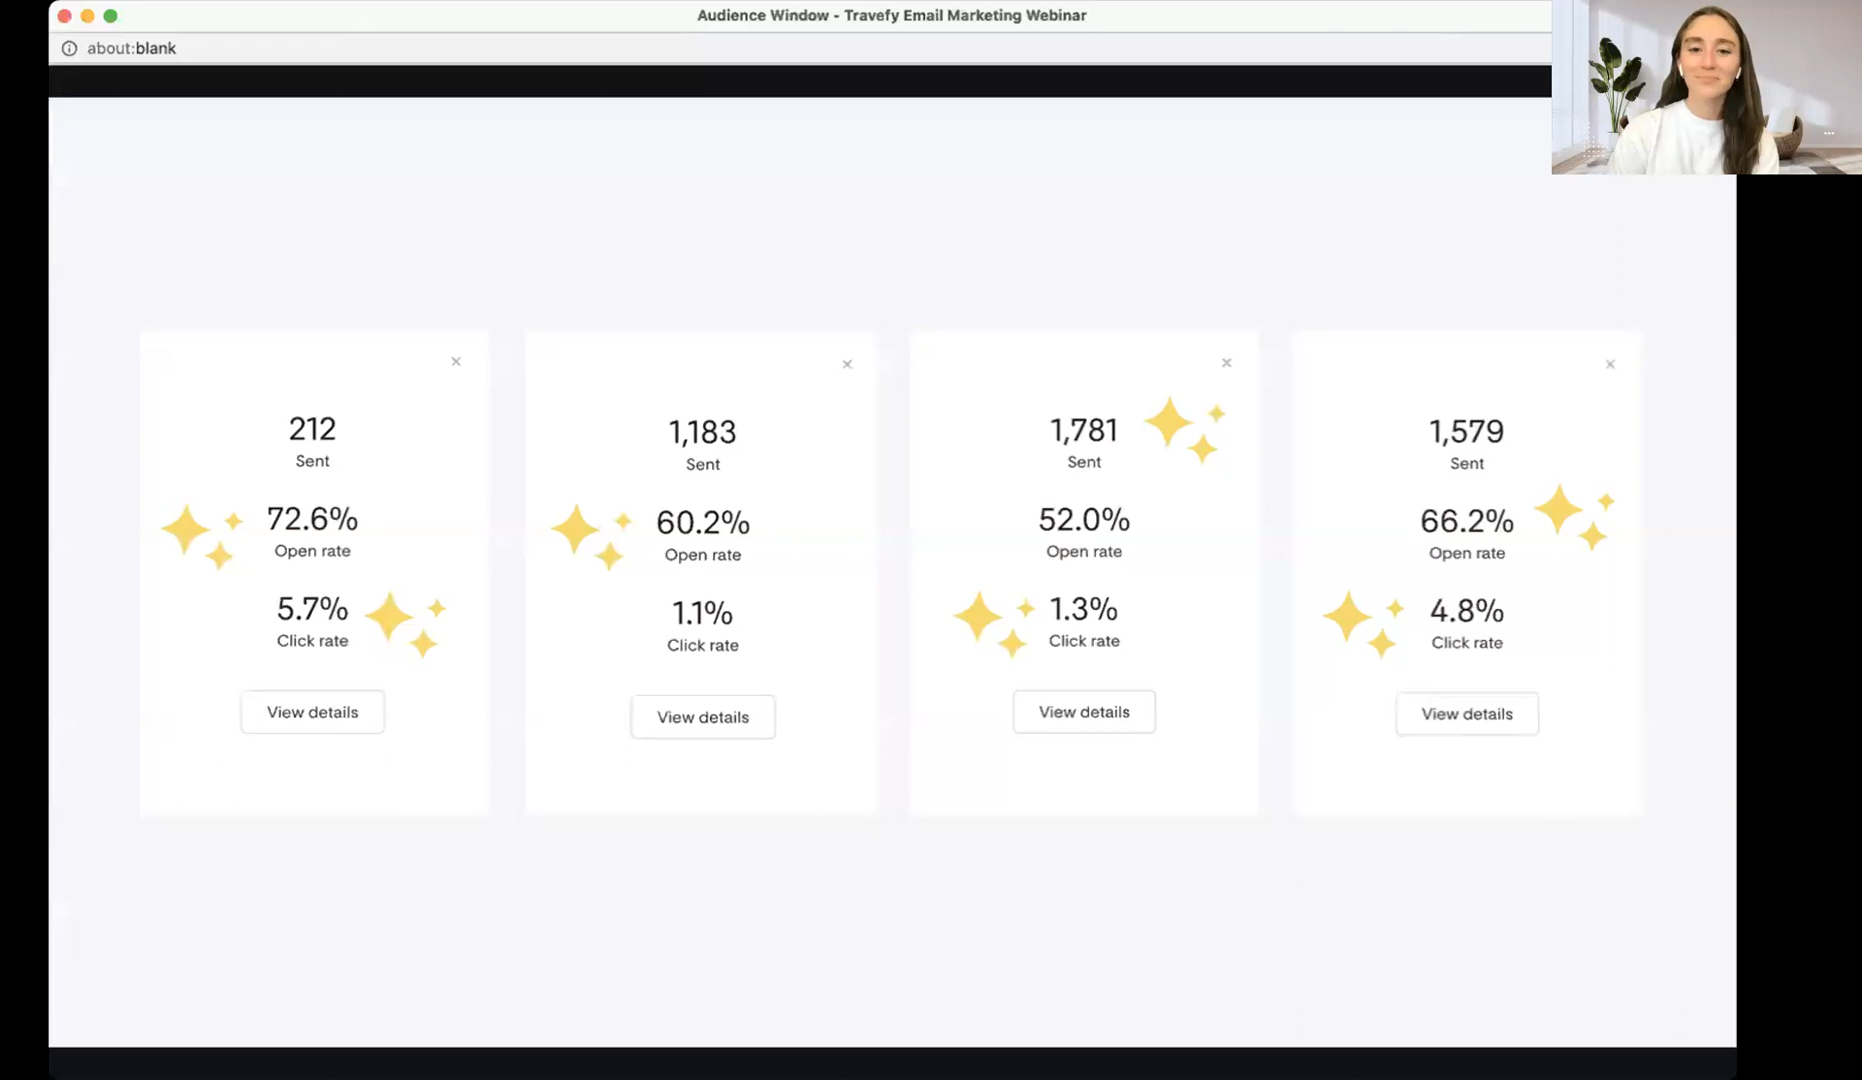 Audience Window - Travefy Email Marketing Webinar
about:blank
212
Sent
72.6%
Open rate
5.7%
Click rate
View details
1,183
Sent
60.2%
Open rate
1.1%
Click rate
View details
1,781
Sent
52.0%
Open rate
1.3%
Click rate
View details
1,579
Sent
66.2%
Open rate
4.8%
Click rate
View details